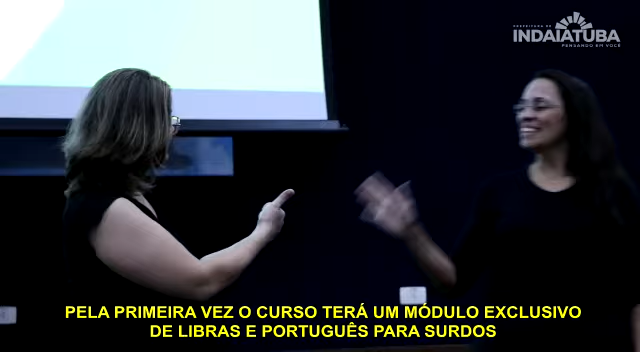 PREFEITURA DE
INDAIATUBA
PENSANDO EM VOCÊ
PELA PRIMEIRA VEZ O CURSO TERÁ UM MÓDULO EXCLUSIVO
DE LIBRAS E PORTUGUÊS PARA SURDOS